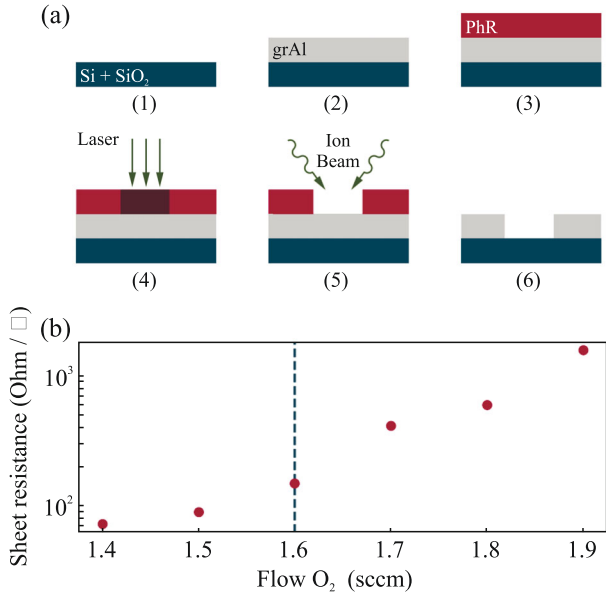 (a)
Si + SiO₂
(1)
grAl
(2)
PhR
(3)
Laser
(4)
Ion
Beam
(5)
(6)
(b)
Sheet resistance (Ohm / □)
10³
10²
1.4 1.5 1.6 1.7 1.8 1.9
Flow O₂ (sccm)